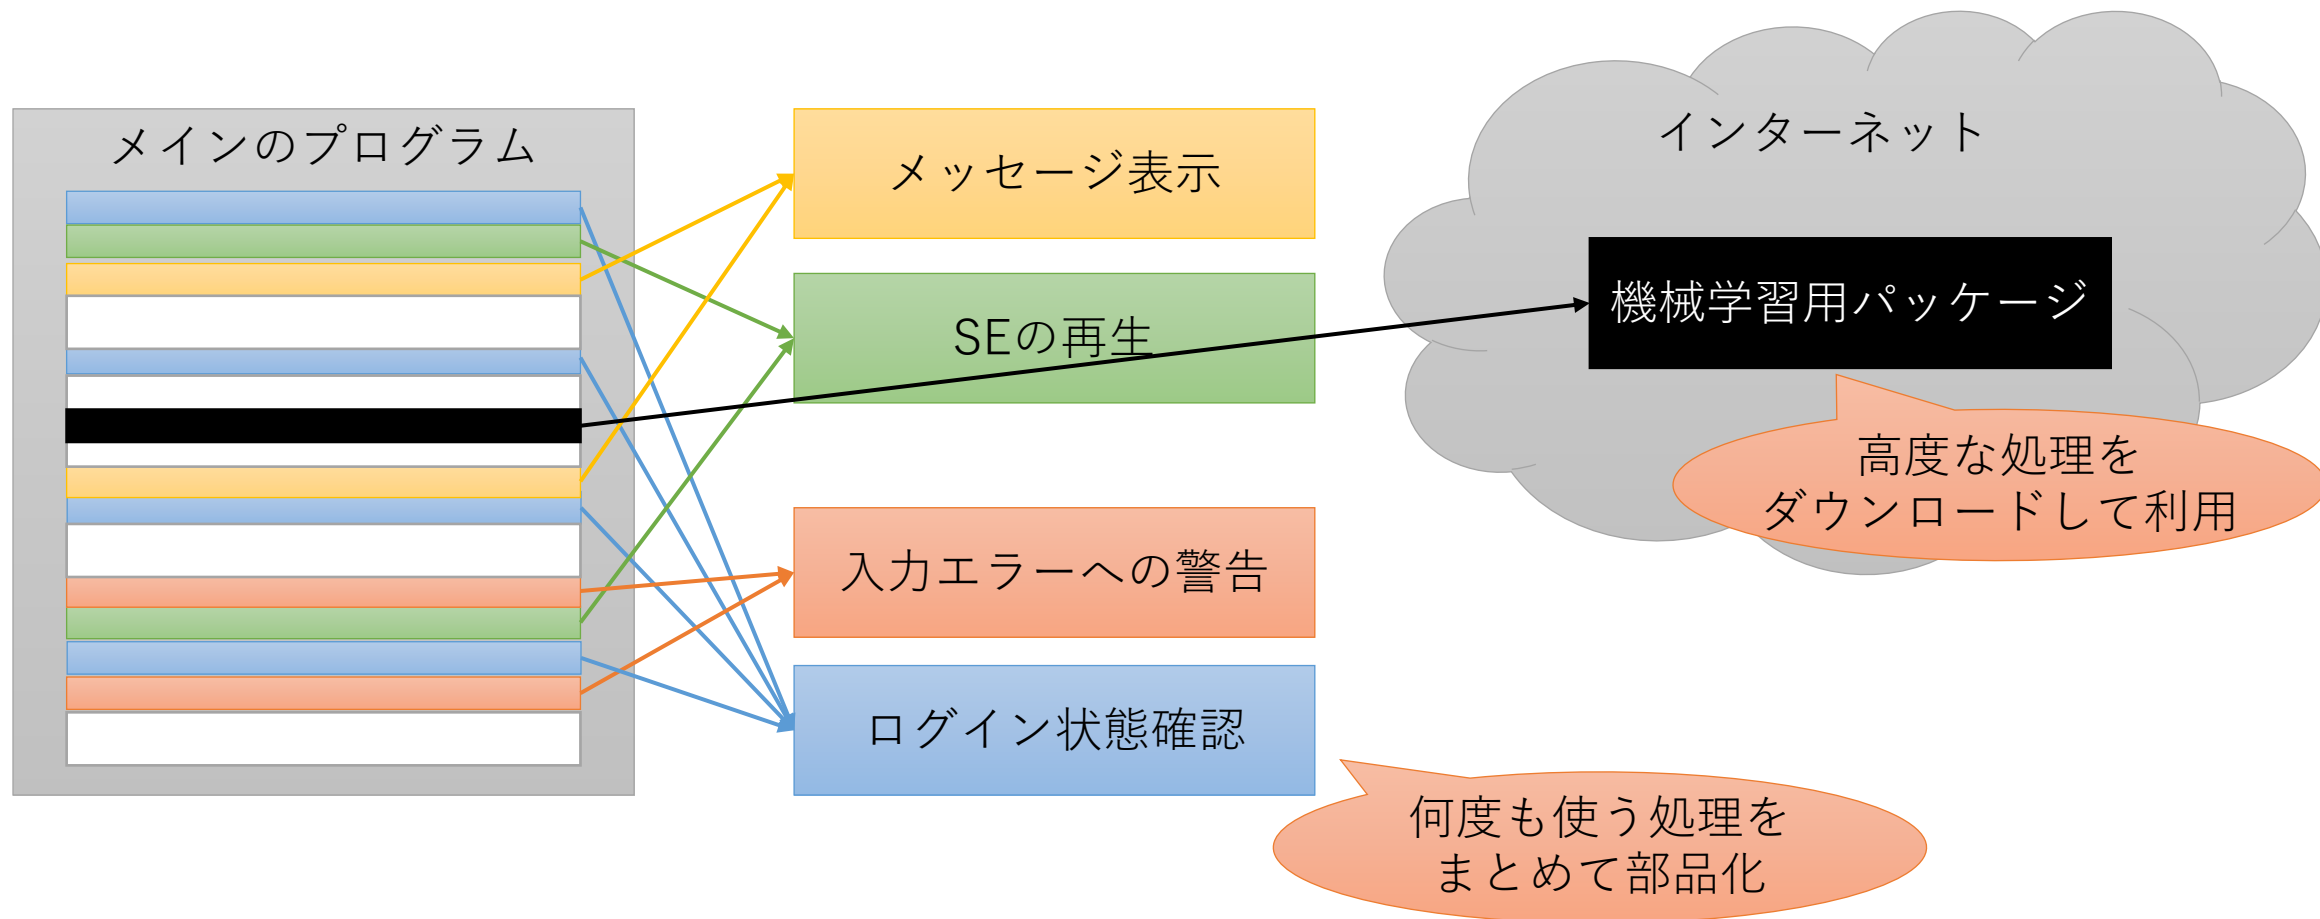 メインのプログラム
メッセージ表示
SEの再生
入力エラーへの警告
ログイン状態確認
インターネット
機械学習用パッケージ
高度な処理を
ダウンロードして利用
何度も使う処理を
まとめて部品化